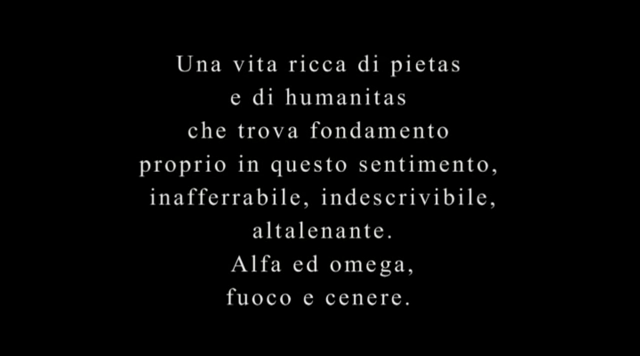 Una vita ricca di pietas
e di humanitas
che trova fondamento
proprio in questo sentimento,
inafferrabile, indescrivibile,
altalenante.
Alfa ed omega,
fuoco e cenere.